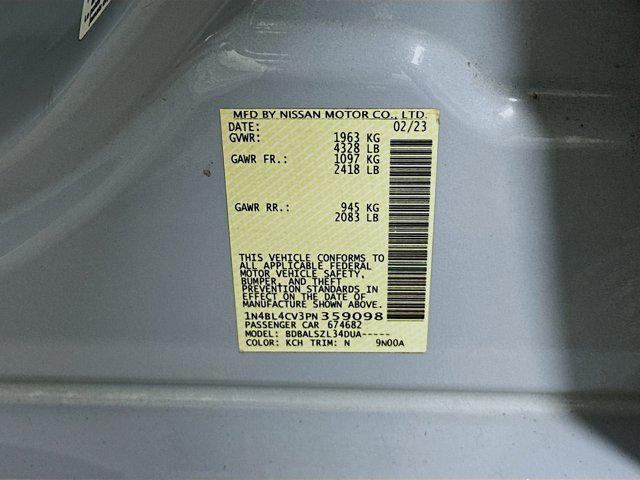 MFD BY NISSAN MOTOR CO., LTD.
DATE: 02/23
GVWR: 1963 KG
4328 LB
GAWR FR.: 1097 KG
2418 LB
GAWR RR.: 945 KG
2083 LB
THIS VEHICLE CONFORMS TO
ALL APPLICABLE FEDERAL
MOTOR VEHICLE SAFETY,
BUMPER, AND THEFT
PREVENTION STANDARDS IN
EFFECT ON THE DATE OF
MANUFACTURE SHOWN ABOVE.
1N4BL4CV3PN359098
PASSENGER CAR 674682
MODEL: BDBALSZL34DUA-----
COLOR: KCH TRIM: N 9N00A